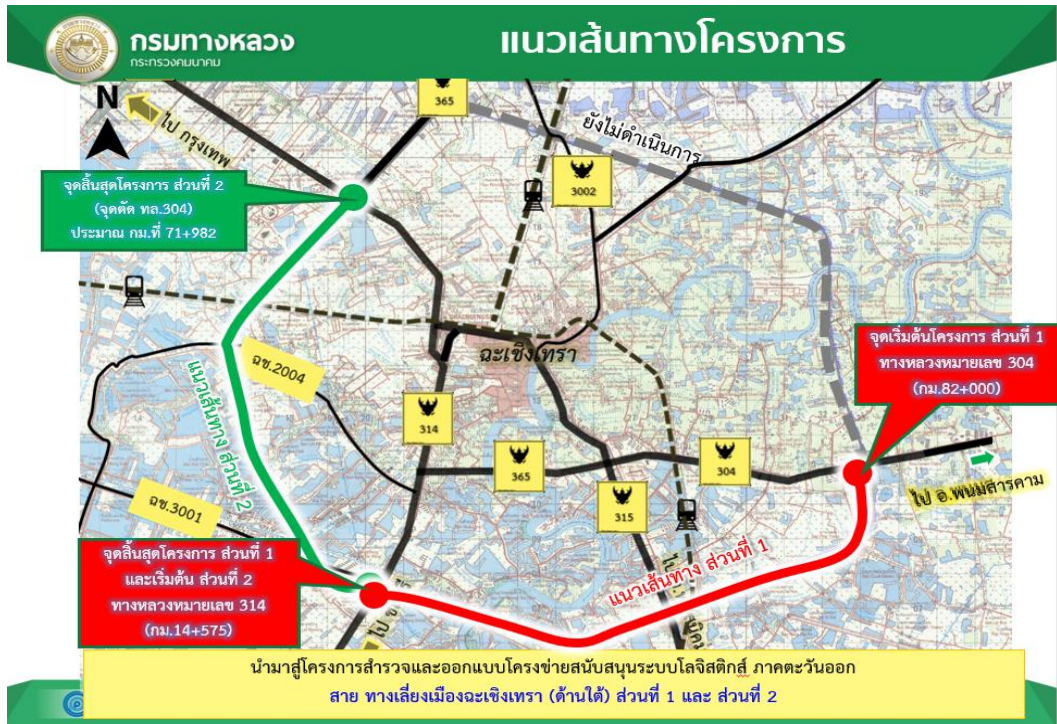 กรมทางหลวง
กระทรวงคมนาคม
แนวเส้นทางโครงการ
N
ไป กรุงเทพ
365
ยังไม่ดำเนินการ
3002
จุดสิ้นสุดโครงการ ส่วนที่ 2
(จุดตัด ทล.304)
ประมาณ กม.ที่ 71+982
จุดเริ่มต้นโครงการ ส่วนที่ 1
ทางหลวงหมายเลข 304
(กม.82+000)
ฉะเชิงเทรา
ฉช.2004
แนวเส้นทาง ส่วนที่ 2
314
365
304
315
ไป อ.พนมสารคาม
ฉช.3001
จุดสิ้นสุดโครงการ ส่วนที่ 1
และเริ่มต้น ส่วนที่ 2
ทางหลวงหมายเลข 314
(กม.14+575)
แนวเส้นทาง ส่วนที่ 1
นำมาสู่โครงการสำรวจและออกแบบโครงข่ายสนับสนุนระบบโลจิสติกส์ ภาคตะวันออก
สาย ทางเลี่ยงเมืองฉะเชิงเทรา (ด้านใต้) ส่วนที่ 1 และ ส่วนที่ 2